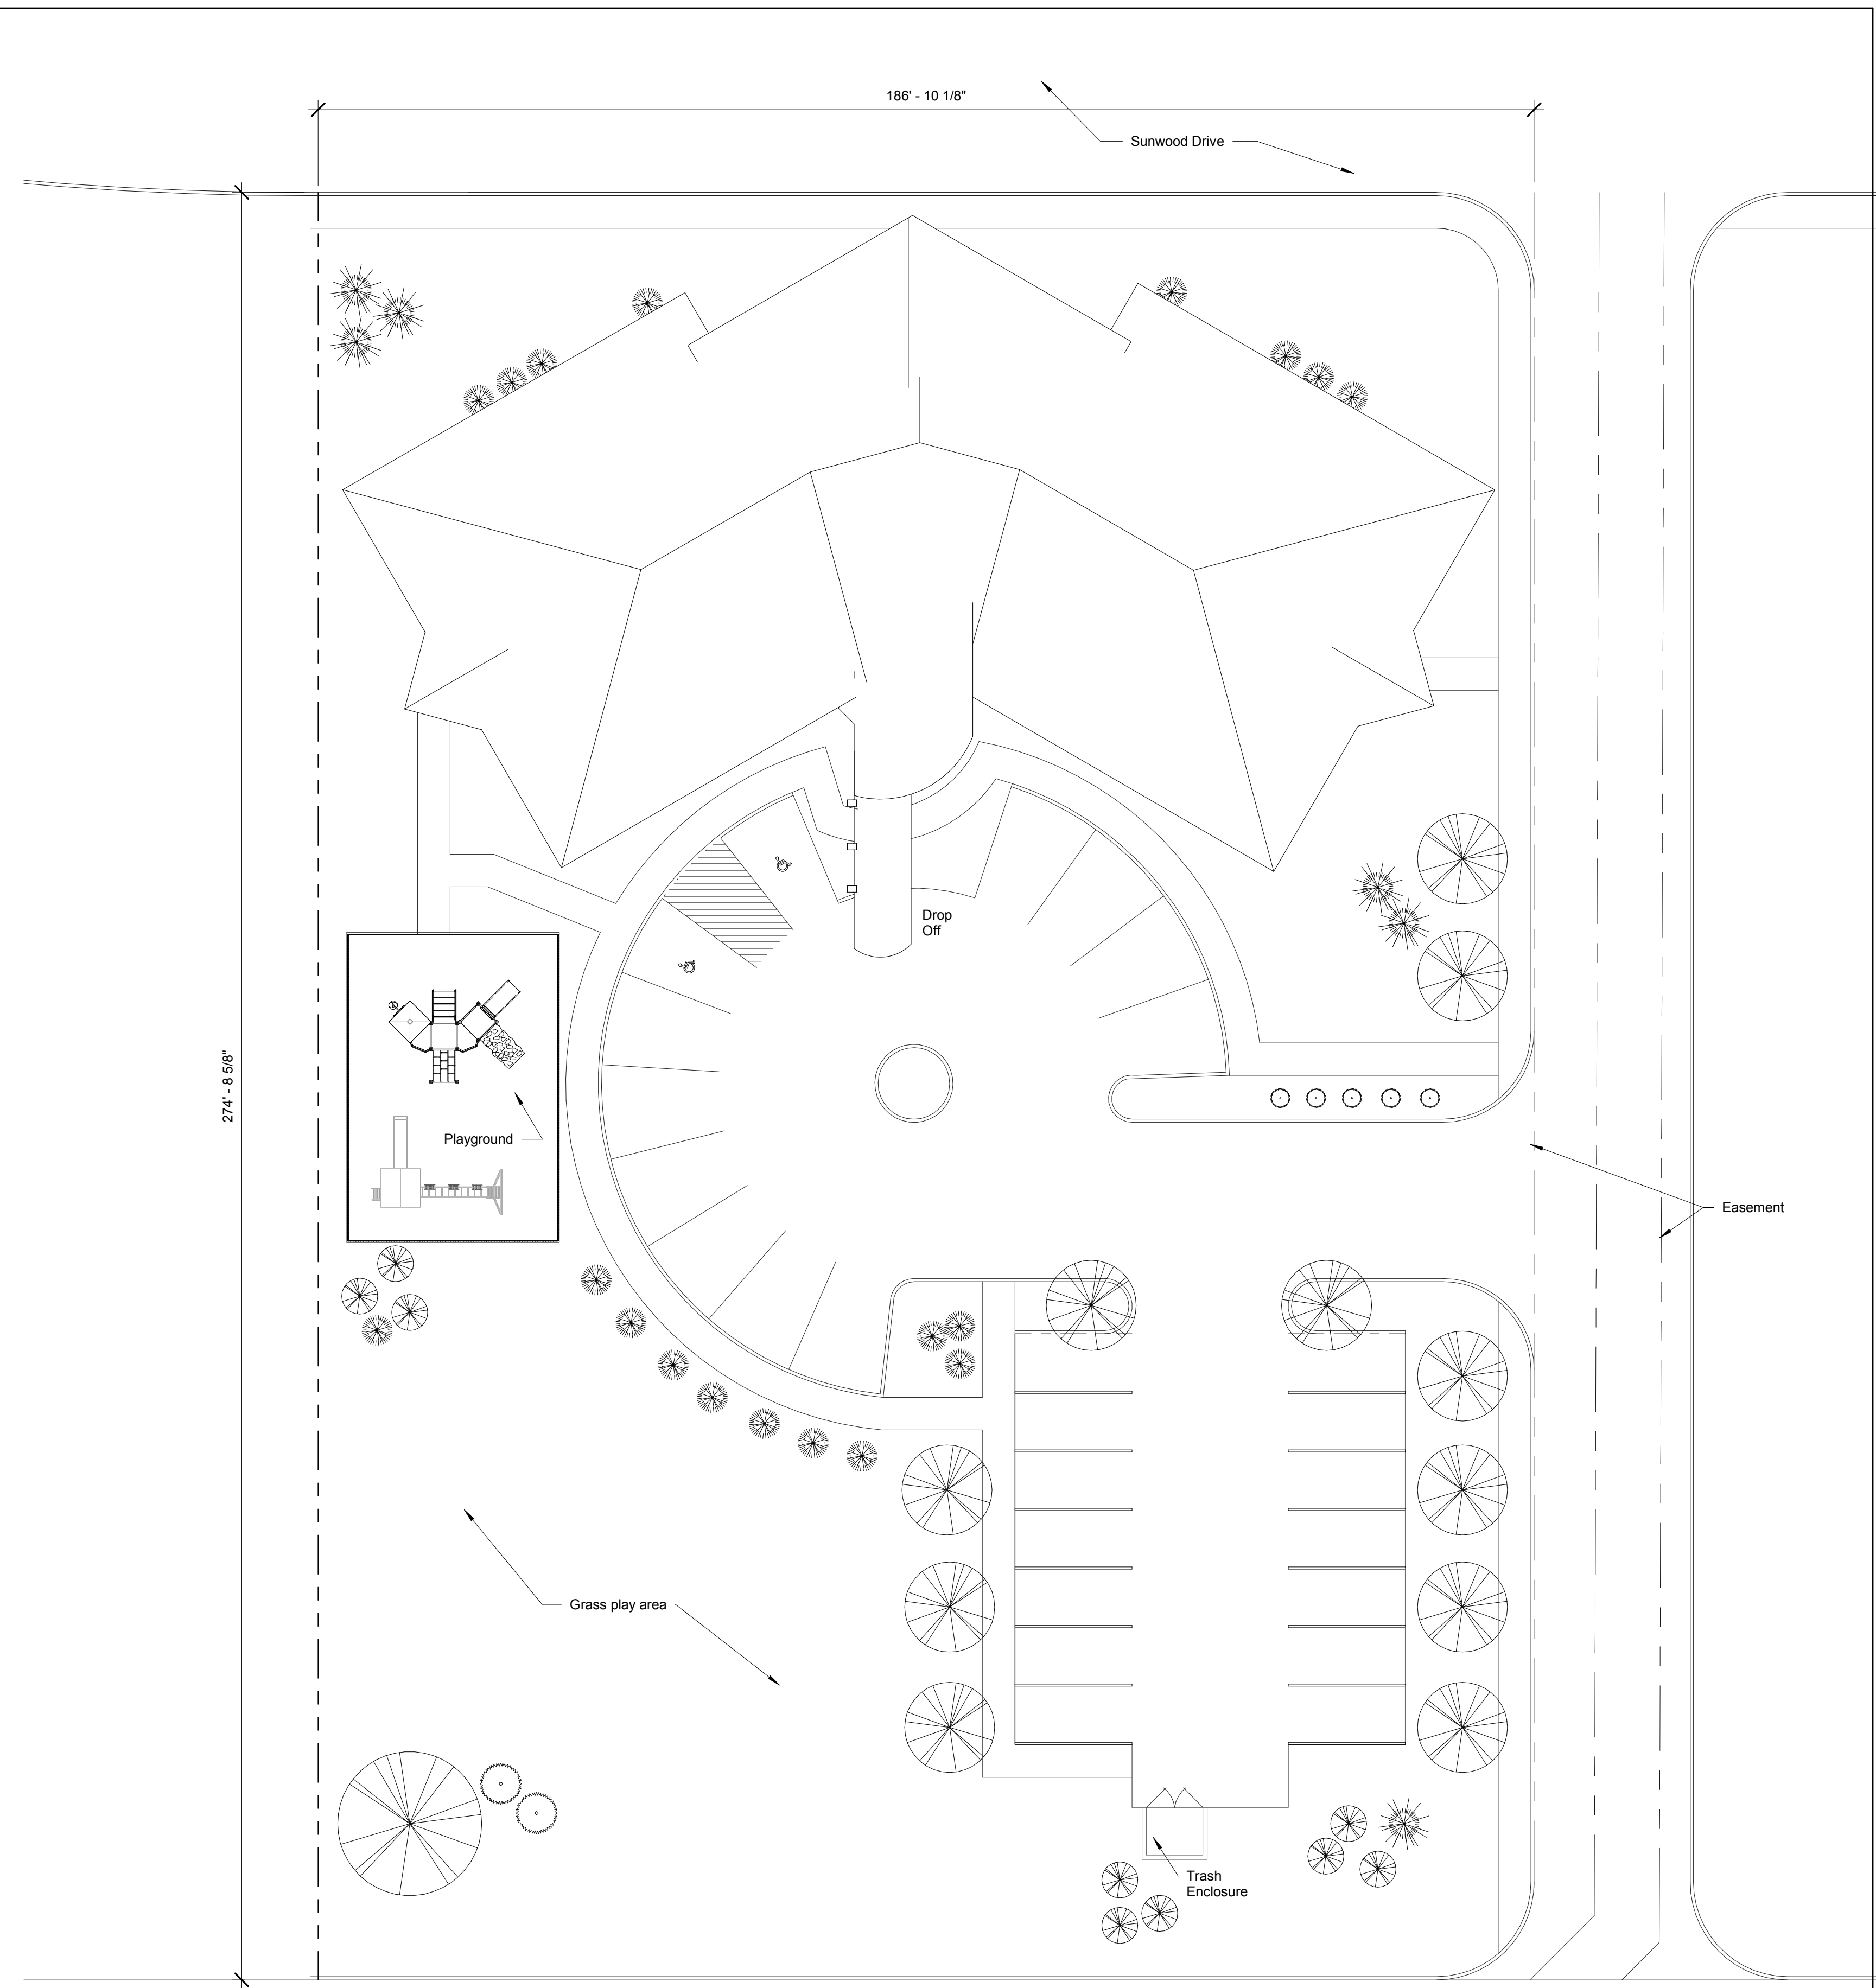 186' - 10 1/8"
Sunwood Drive
Drop
Off
274' - 8 5/8"
Playground
Easement
Grass play area
Trash
Enclosure